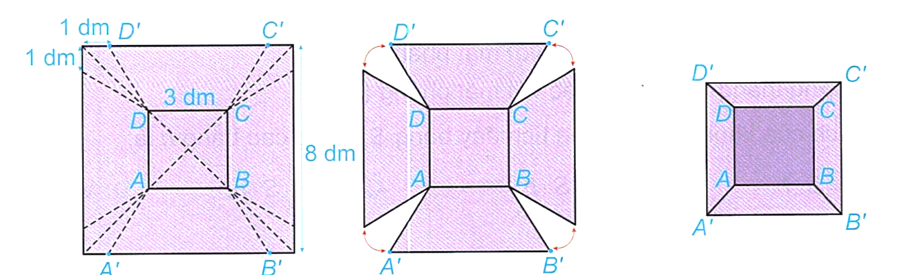 1 dm D' C'
1 dm
3 dm
D C
8 dm
A B
A' B'
D' C'
D C
A B
A' B'
D' C'
D C
A B
A' B'